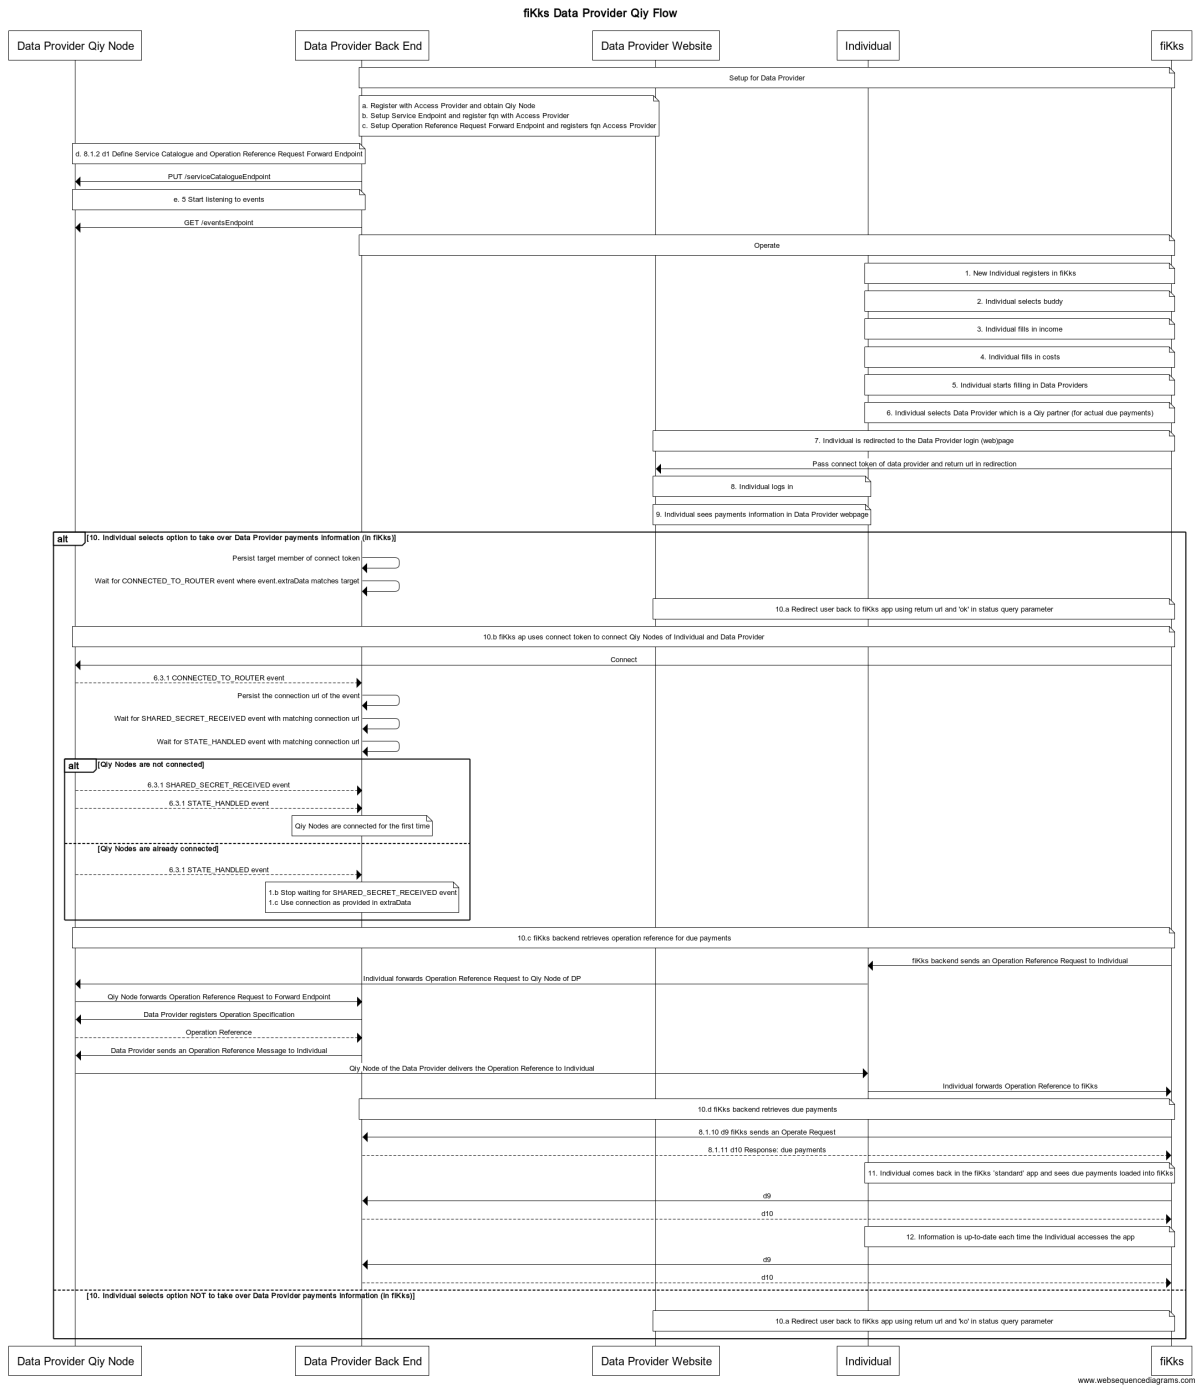 fiKks Data Provider Qiy Flow
Data Provider Qiy Node
Data Provider Back End
Data Provider Website
Individual
fiKks
Setup for Data Provider
a. Register with Access Provider and obtain Qiy Node
b. Setup Service Endpoint and register fqn with Access Provider
c. Setup Operation Reference Request Forward Endpoint and registers fqn Access Provider
d. 8.1.2 d1 Define Service Catalogue and Operation Reference Request Forward Endpoint
PUT /serviceCatalogueEndpoint
e. 5 Start listening to events
GET /eventsEndpoint
Operate
1. New Individual registers in fiKks
2. Individual selects buddy
3. Individual fills in income
4. Individual fills in costs
5. Individual starts filling in Data Providers
6. Individual selects Data Provider which is a Qiy partner (for actual due payments)
7. Individual is redirected to the Data Provider login (web)page
Pass connect token of data provider and return url in redirection
8. Individual logs in
9. Individual sees payments information in Data Provider webpage
alt
[10. Individual selects option to take over Data Provider payments information (in fiKks)]
Persist target member of connect token
Wait for CONNECTED_TO_ROUTER event where event.extraData matches target
10.a Redirect user back to fiKks app using return url and 'ok' in status query parameter
10.b fiKks ap uses connect token to connect Qiy Nodes of Individual and Data Provider
Connect
6.3.1 CONNECTED_TO_ROUTER event
Persist the connection url of the event
Wait for SHARED_SECRET_RECEIVED event with matching connection url
Wait for STATE_HANDLED event with matching connection url
alt
[Qiy Nodes are not connected]
6.3.1 SHARED_SECRET_RECEIVED event
6.3.1 STATE_HANDLED event
Qiy Nodes are connected for the first time
[Qiy Nodes are already connected]
6.3.1 STATE_HANDLED event
1.b Stop waiting for SHARED_SECRET_RECEIVED event
1.c Use connection as provided in extraData
10.c fiKks backend retrieves operation reference for due payments
fiKks backend sends an Operation Reference Request to Individual
Individual forwards Operation Reference Request to Qiy Node of DP
Qiy Node forwards Operation Reference Request to Forward Endpoint
Data Provider registers Operation Specification
Operation Reference
Data Provider sends an Operation Reference Message to Individual
Qiy Node of the Data Provider delivers the Operation Reference to Individual
Individual forwards Operation Reference to fiKks
10.d fiKks backend retrieves due payments
8.1.10 d9 fiKks sends an Operate Request
8.1.11 d10 Response: due payments
11. Individual comes back in the fiKks `standard' app and sees due payments loaded into fiKks
d9
d10
12. Information is up-to-date each time the Individual accesses the app
d9
d10
[10. Individual selects option NOT to take over Data Provider payments information (in fiKks)]
10.a Redirect user back to fiKks app using return url and 'ko' in status query parameter
Data Provider Qiy Node
Data Provider Back End
Data Provider Website
Individual
fiKks
www.websequencediagrams.com